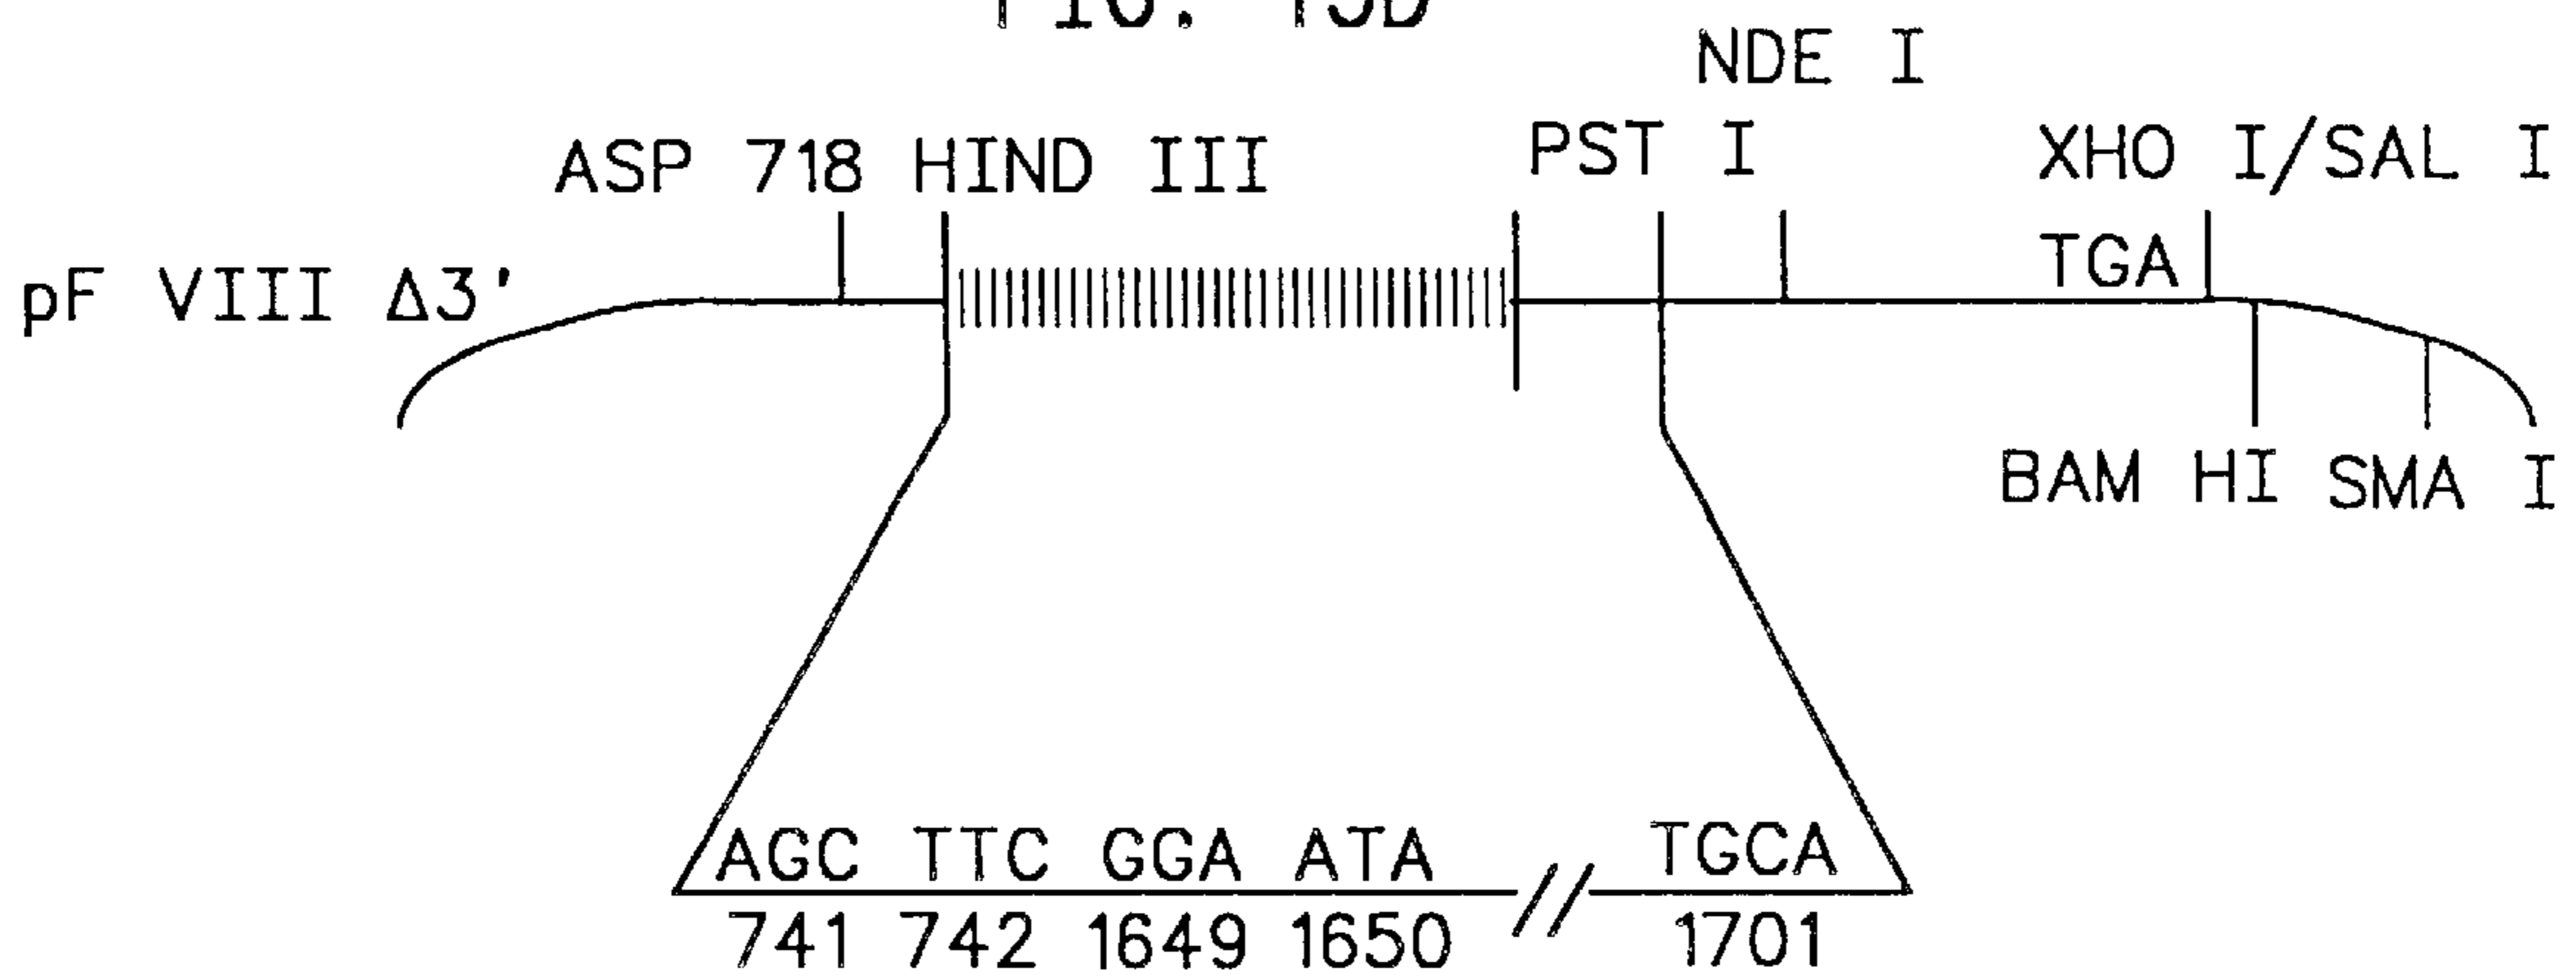 NDE I
ASP 718 HIND III PST I XHO I/SAL I
pF VIII Δ3' TGA
BAM HI SMA I
AGC TTC GGA ATA // TGCA
741 742 1649 1650 1701